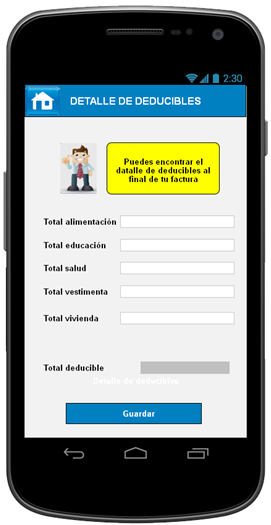 2:30
DETALLE DE DEDUCIBLES
Puedes encontrar el
datalle de deducibles al
final de tu factura
Total alimentación
Total educación
Total salud
Total vestimenta
Total vivienda
Total deducible
Detalle de deducibles
Guardar